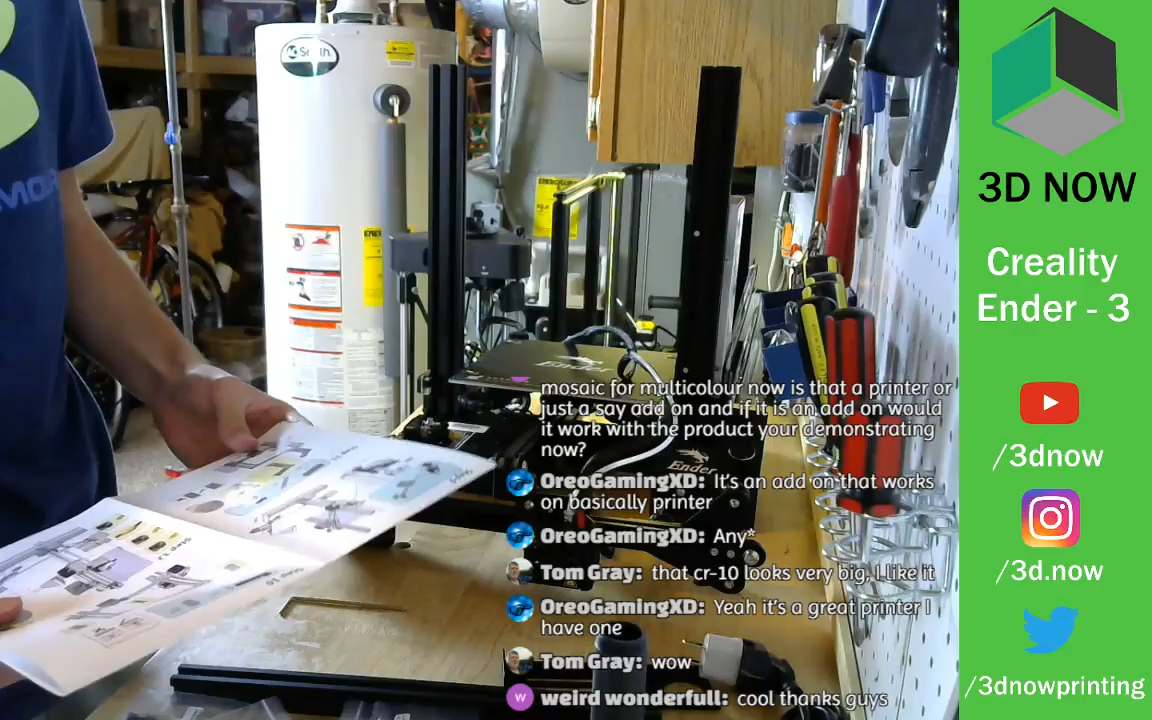 AO Smith
3D NOW
Creality
Ender - 3
Ender
mosaic for multicolour now is that a printer or
just a say add on and if it is an add on would
it work with the product your demonstrating
now?
Ender
/3dnow
OreoGamingXD: It's an add on that works
on basically printer
OreoGamingXD: Any*
/3d.now
Tom Gray: that cr-10 looks very big, I like it
OreoGamingXD: Yeah it's a great printer I
have one
Tom Gray: wow
/3dnowprinting
weird wonderfull: cool thanks guys